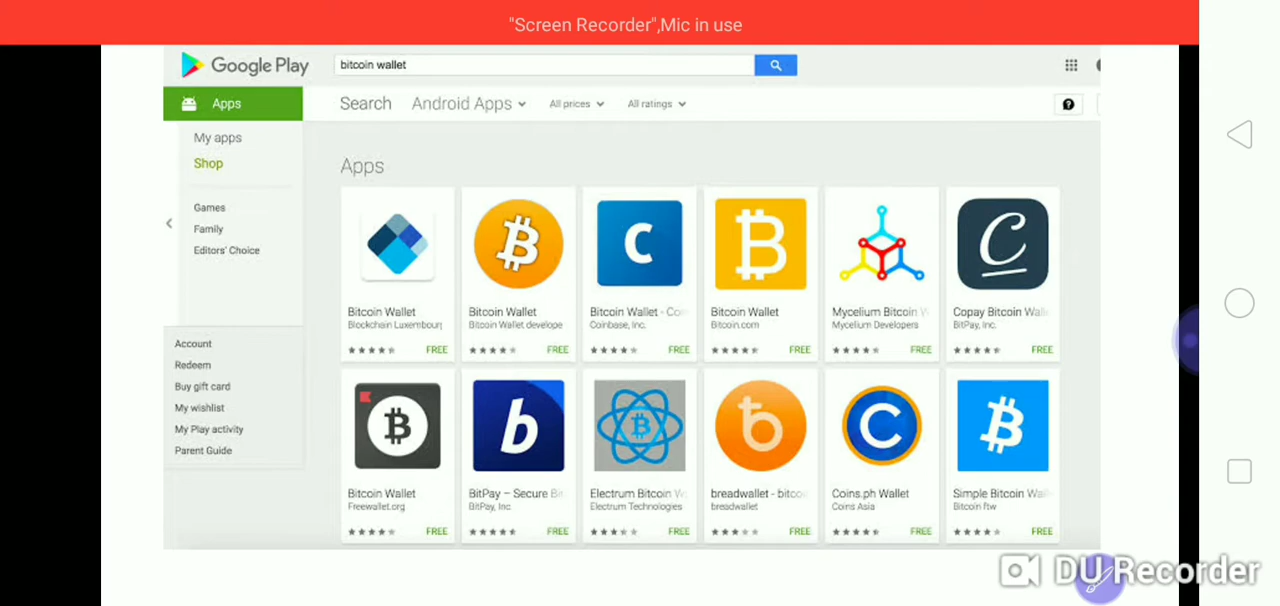 "Screen Recorder",Mic in use
Google Play
bitcoin wallet
Apps
Search
Android Apps
All prices
All ratings
My apps
Shop
Games
Family
Editors' Choice
Account
Redeem
Buy gift card
My wishlist
My Play activity
Parent Guide
Apps
Bitcoin Wallet
Blockchain Luxembourg
FREE
Bitcoin Wallet
Bitcoin Wallet develope
FREE
C
Bitcoin Wallet - Co
Coinbase, Inc.
FREE
Bitcoin Wallet
Bitcoin.com
FREE
Mycelium Bitcoin W
Mycelium Developers
FREE
C
Copay Bitcoin Wall
BitPay, Inc.
FREE
Bitcoin Wallet
Freewallet.org
FREE
b
BitPay – Secure Bit
BitPay, Inc.
FREE
Electrum Bitcoin W
Electrum Technologies
FREE
b
breadwallet - bitco
breadwallet
FREE
C
Coins.ph Wallet
Coins Asia
FREE
Simple Bitcoin Wal
Bitcoin ftw
FREE
DU Recorder